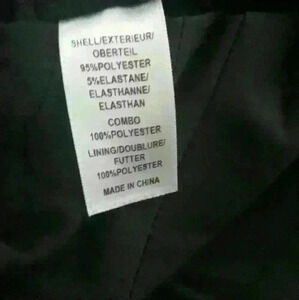 SHELL/EXTERIEUR/
OBERTEIL
95%POLYESTER
5%ELASTANE/
ELASTHANNE/
ELASTHAN
COMBO
100%POLYESTER
LINING/DOUBLURE/
FUTTER
100%POLYESTER
MADE IN CHINA